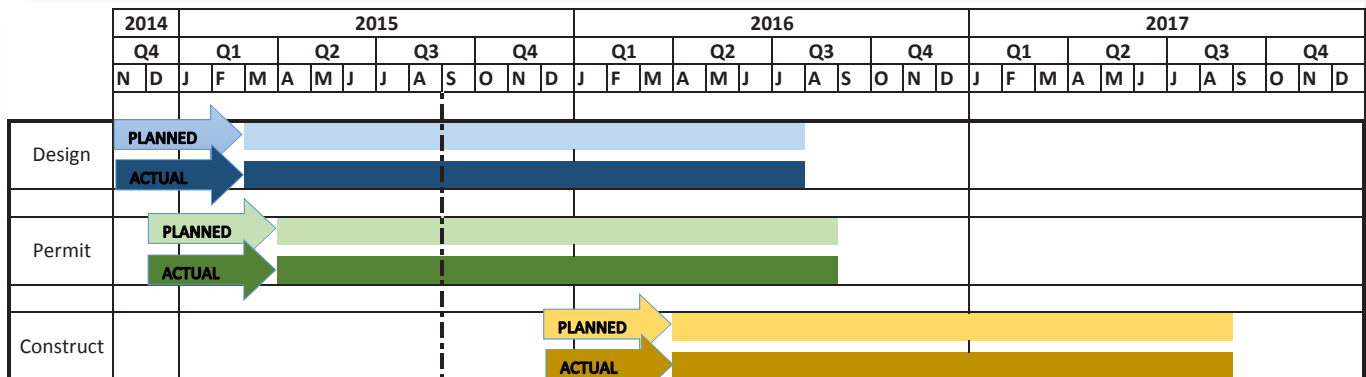 2014 2015 2016 2017
Q4 Q1 Q2 Q3 Q4 Q1 Q2 Q3 Q4 Q1 Q2 Q3 Q4
N D J F M A M J J A S O N D J F M A M J J A S O N D J F M A M J J A S O N D
PLANNED
Design
ACTUAL
PLANNED
Permit
ACTUAL
PLANNED
Construct
ACTUAL